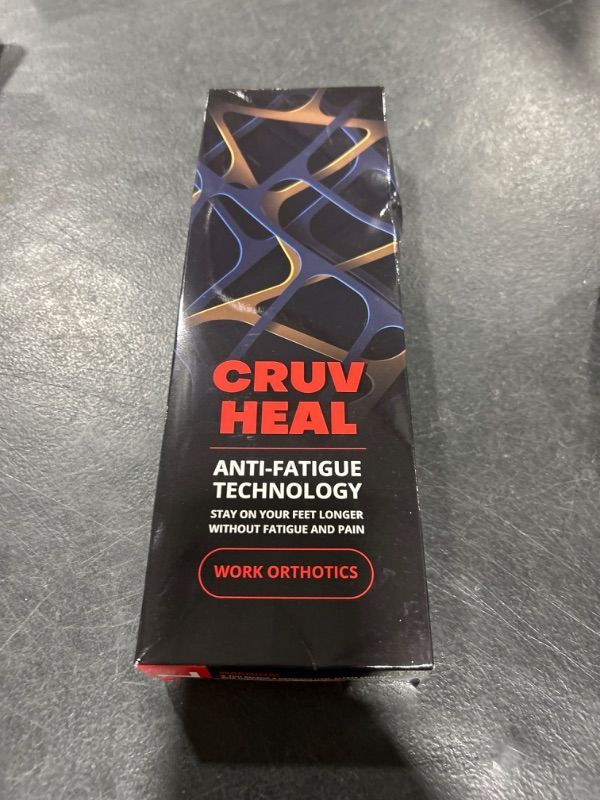 CRUV
HEAL
ANTI-FATIGUE
TECHNOLOGY
STAY ON YOUR FEET LONGER
WITHOUT FATIGUE AND PAIN
WORK ORTHOTICS